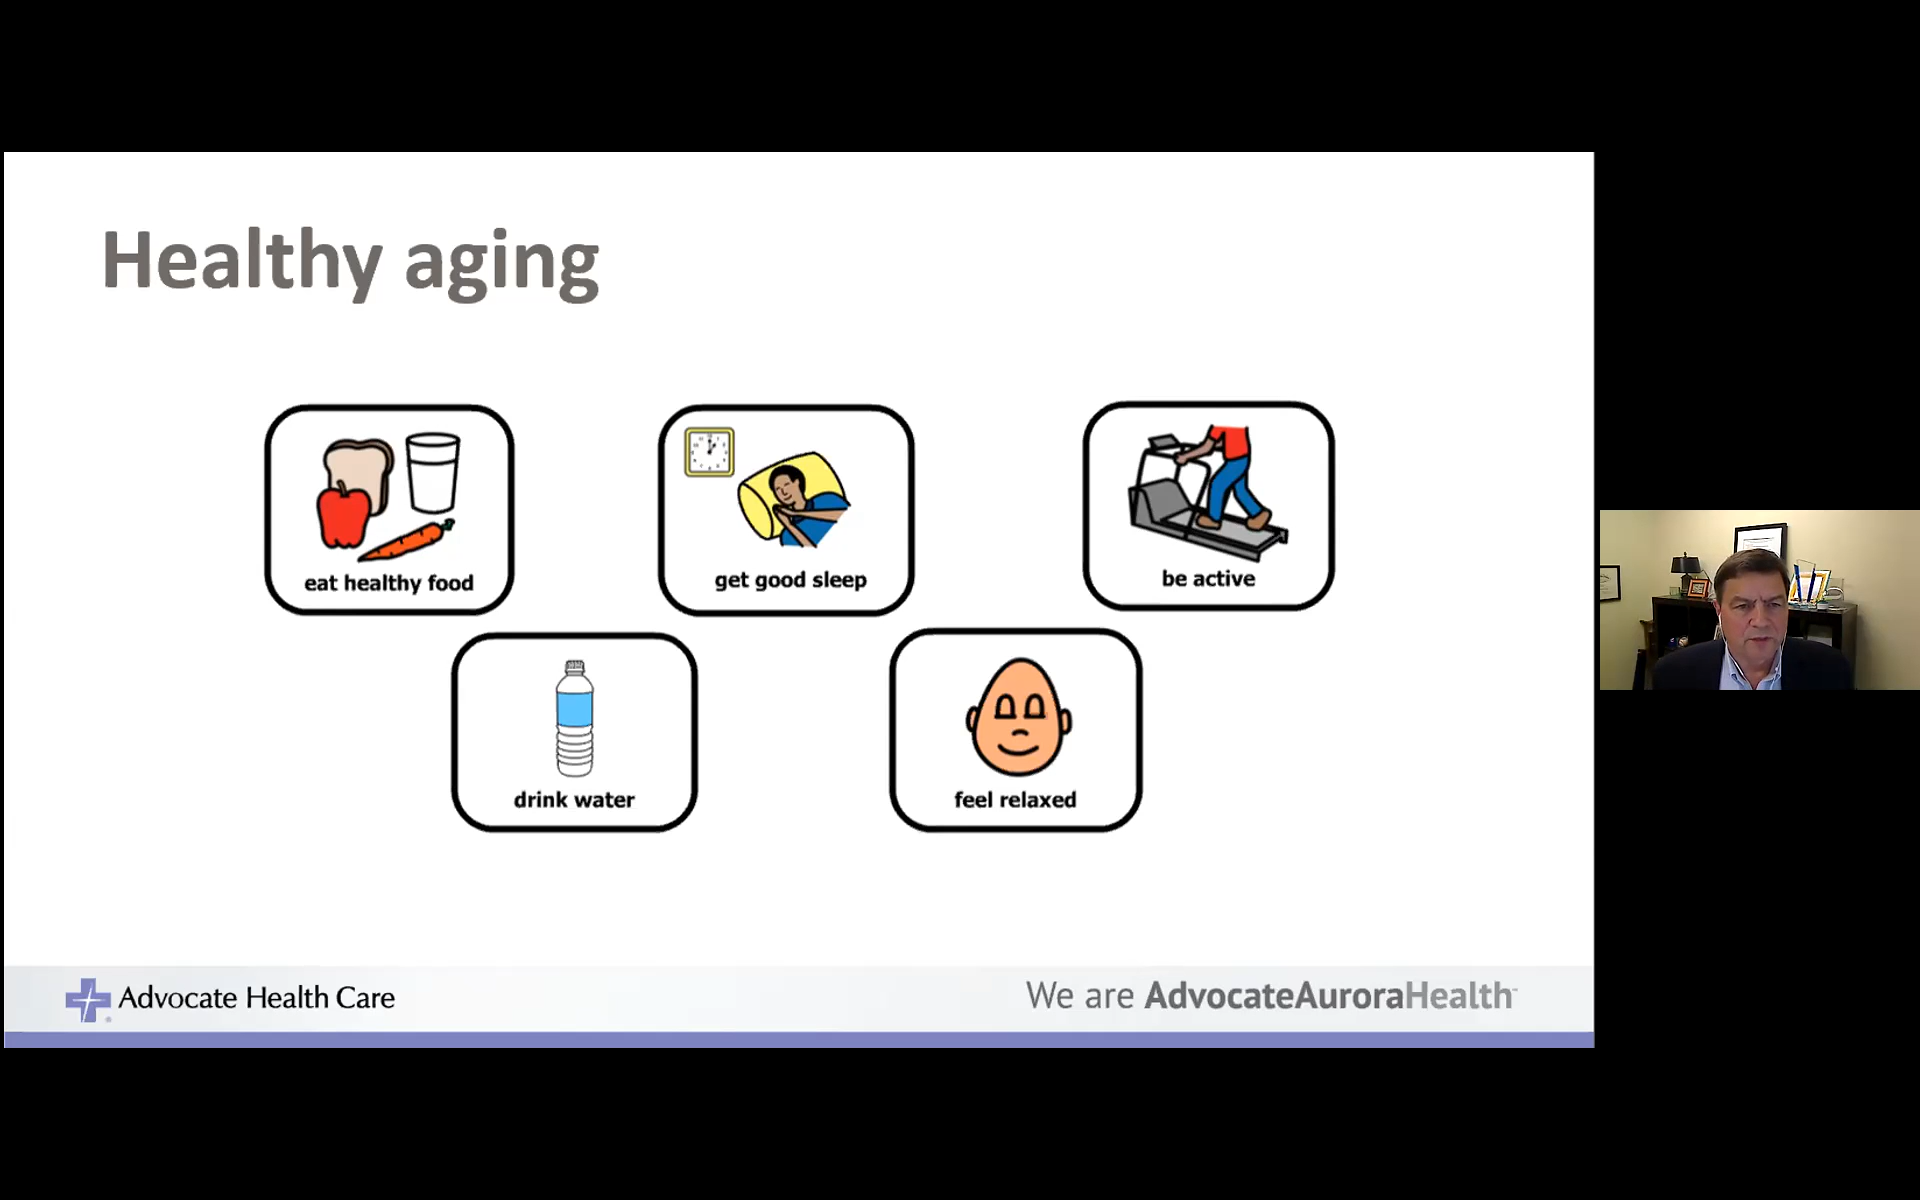 Healthy aging
eat healthy food
get good sleep
be active
drink water
feel relaxed
Advocate Health Care
We are AdvocateAuroraHealth